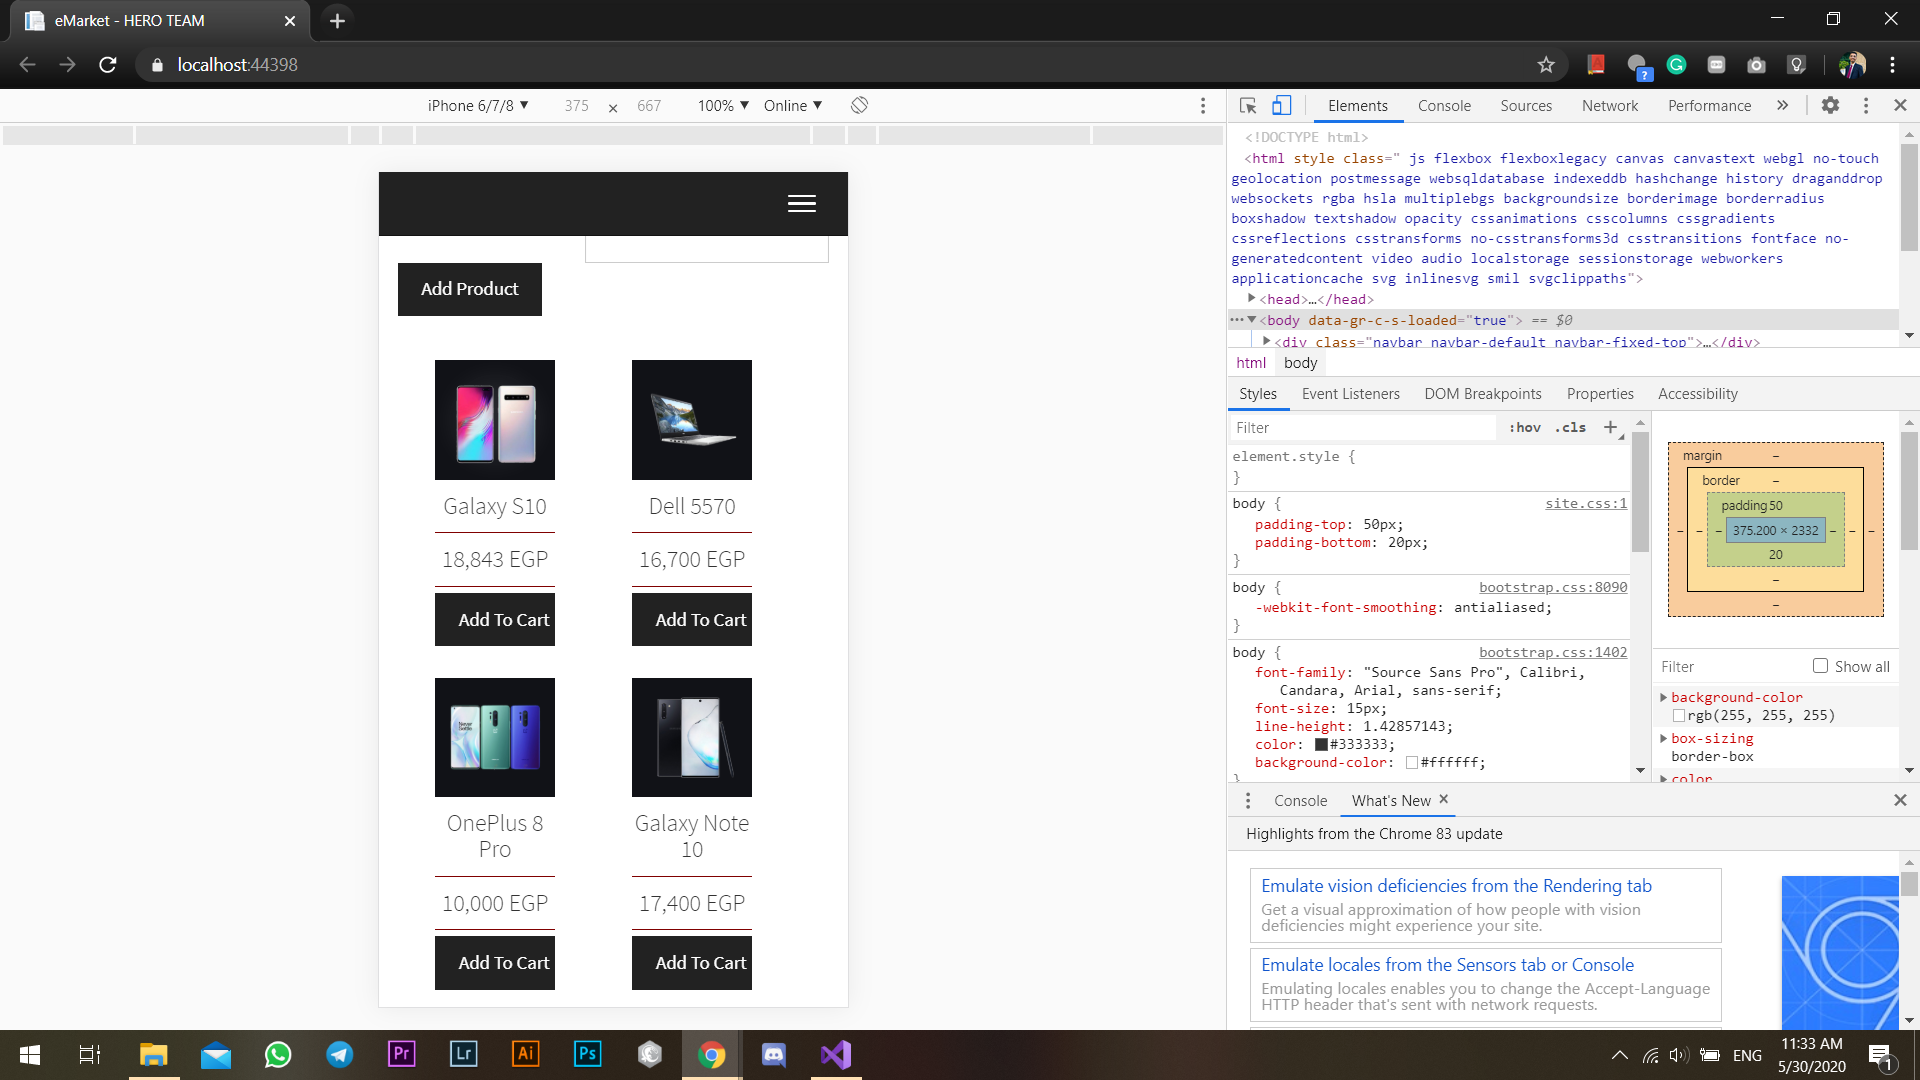 eMarket - HERO TEAM
localhost:44398
iPhone 6/7/8 ▼ 375 x 667 100% ▼ Online ▼
Elements Console Sources Network Performance »
<!DOCTYPE html>
<html style class=" js flexbox flexboxlegacy canvas canvastext webgl no-touch
geolocation postmessage websqldatabase indexeddb hashchange history draganddrop
websockets rgba hsla multiplebgs backgroundsize borderimage borderradius
boxshadow textshadow opacity cssanimations csscolumns cssgradients
cssreflections csstransforms no-csstransforms3d csstransitions fontface no-
generatedcontent video audio localstorage sessionstorage webworkers
applicationcache svg inlinesvg smil svgclippaths">
<head>…</head>
<body data-gr-c-s-loaded="true"> == $0
<div class="navbar navbar-default navbar-fixed-top">…</div>
html body
Styles Event Listeners DOM Breakpoints Properties Accessibility
Filter :hov .cls +
element.style {
}
body { site.css:1
padding-top: 50px;
padding-bottom: 20px;
}
body { bootstrap.css:8090
-webkit-font-smoothing: antialiased;
}
body { bootstrap.css:1402
font-family: "Source Sans Pro", Calibri,
Candara, Arial, sans-serif;
font-size: 15px;
line-height: 1.42857143;
color: #333333;
background-color: #ffffff;
}
margin –
border –
padding 50
– – – 375.200 × 2332 – – –
20
–
–
Filter Show all
background-color
rgb(255, 255, 255)
box-sizing
border-box
color
Console What's New ×
Highlights from the Chrome 83 update
Emulate vision deficiencies from the Rendering tab
Get a visual approximation of how people with vision
deficiencies might experience your site.
Emulate locales from the Sensors tab or Console
Emulating locales enables you to change the Accept-Language
HTTP header that's sent with network requests.
Add Product
Galaxy S10
18,843 EGP
Add To Cart
Dell 5570
16,700 EGP
Add To Cart
OnePlus 8
Pro
10,000 EGP
Add To Cart
Galaxy Note
10
17,400 EGP
Add To Cart
Pr Lr Ai Ps
ENG
11:33 AM
5/30/2020
1